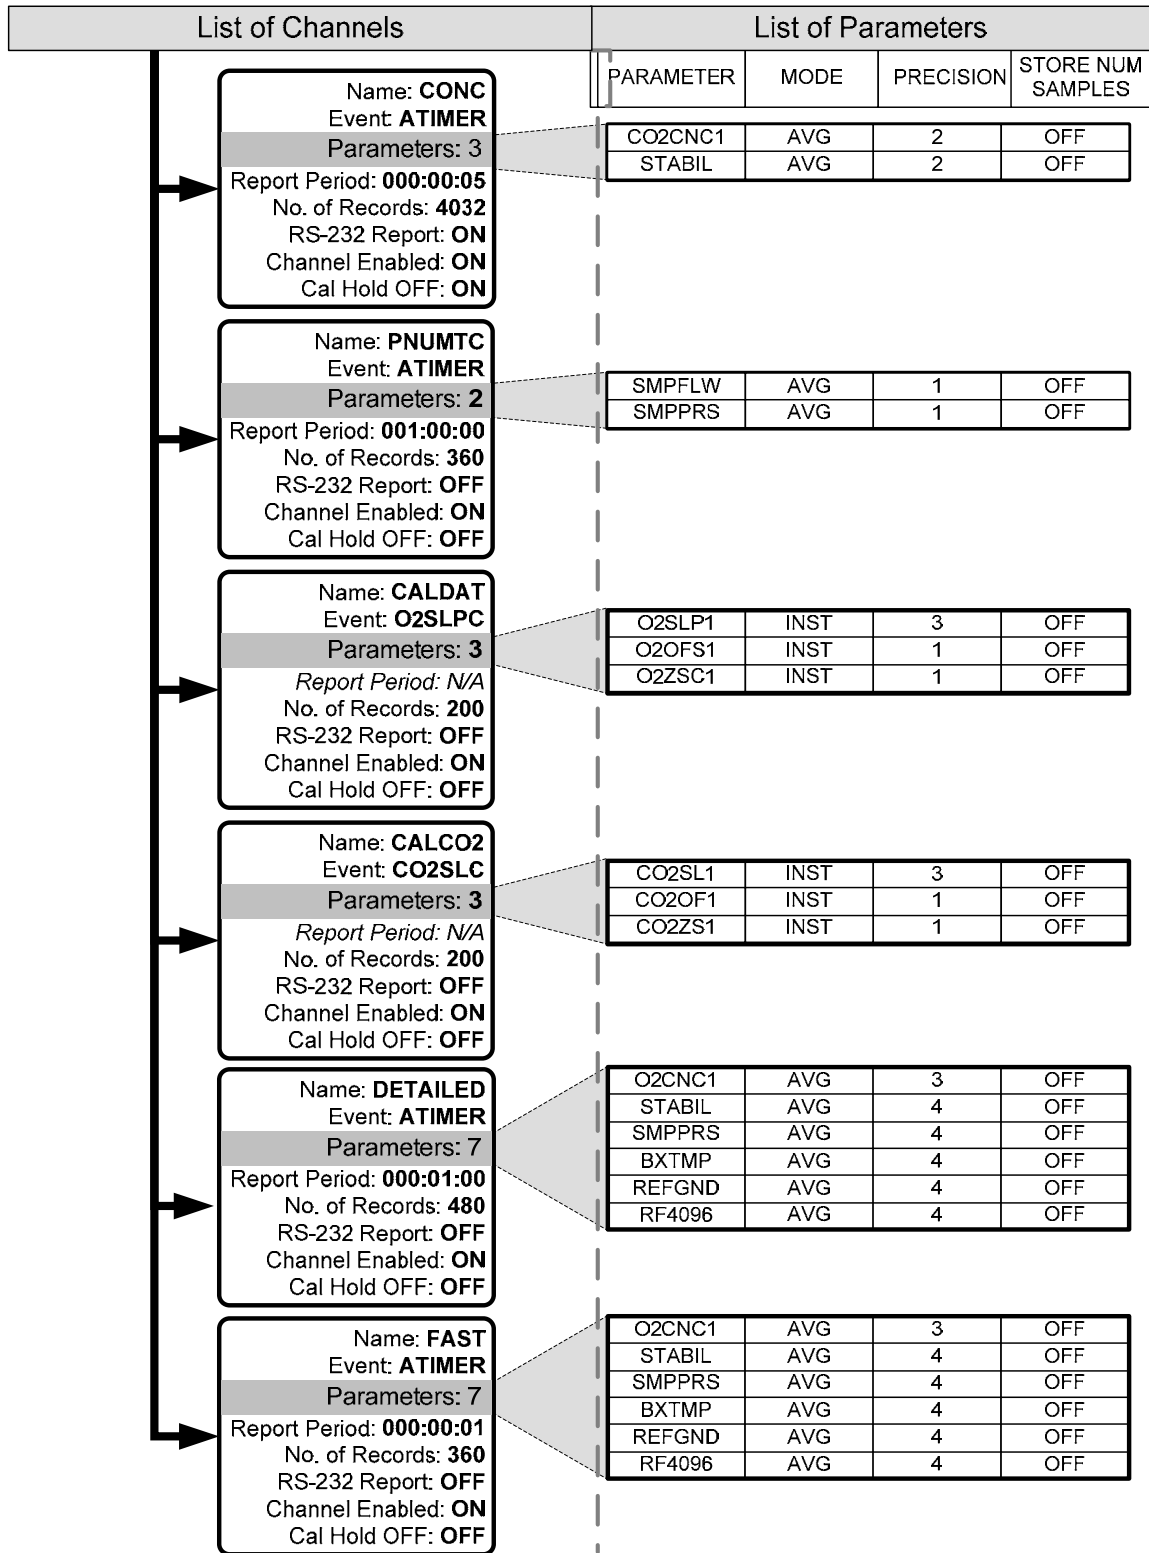 List of Channels
List of Parameters
PARAMETER MODE PRECISION STORE NUM SAMPLES
Name: CONC
Event: ATIMER
Parameters: 3
Report Period: 000:00:05
No. of Records: 4032
RS-232 Report: ON
Channel Enabled: ON
Cal Hold OFF: ON
CO2CNC1 AVG 2 OFF
STABIL AVG 2 OFF
Name: PNUMTC
Event: ATIMER
Parameters: 2
Report Period: 001:00:00
No. of Records: 360
RS-232 Report: OFF
Channel Enabled: ON
Cal Hold OFF: OFF
SMPFLW AVG 1 OFF
SMPPRS AVG 1 OFF
Name: CALDAT
Event: O2SLPC
Parameters: 3
Report Period: N/A
No. of Records: 200
RS-232 Report: OFF
Channel Enabled: ON
Cal Hold OFF: OFF
O2SLP1 INST 3 OFF
O2OFS1 INST 1 OFF
O2ZSC1 INST 1 OFF
Name: CALCO2
Event: CO2SLC
Parameters: 3
Report Period: N/A
No. of Records: 200
RS-232 Report: OFF
Channel Enabled: ON
Cal Hold OFF: OFF
CO2SL1 INST 3 OFF
CO2OF1 INST 1 OFF
CO2ZS1 INST 1 OFF
Name: DETAILED
Event: ATIMER
Parameters: 7
Report Period: 000:01:00
No. of Records: 480
RS-232 Report: OFF
Channel Enabled: ON
Cal Hold OFF: OFF
O2CNC1 AVG 3 OFF
STABIL AVG 4 OFF
SMPPRS AVG 4 OFF
BXTMP AVG 4 OFF
REFGND AVG 4 OFF
RF4096 AVG 4 OFF
Name: FAST
Event: ATIMER
Parameters: 7
Report Period: 000:00:01
No. of Records: 360
RS-232 Report: OFF
Channel Enabled: ON
Cal Hold OFF: OFF
O2CNC1 AVG 3 OFF
STABIL AVG 4 OFF
SMPPRS AVG 4 OFF
BXTMP AVG 4 OFF
REFGND AVG 4 OFF
RF4096 AVG 4 OFF